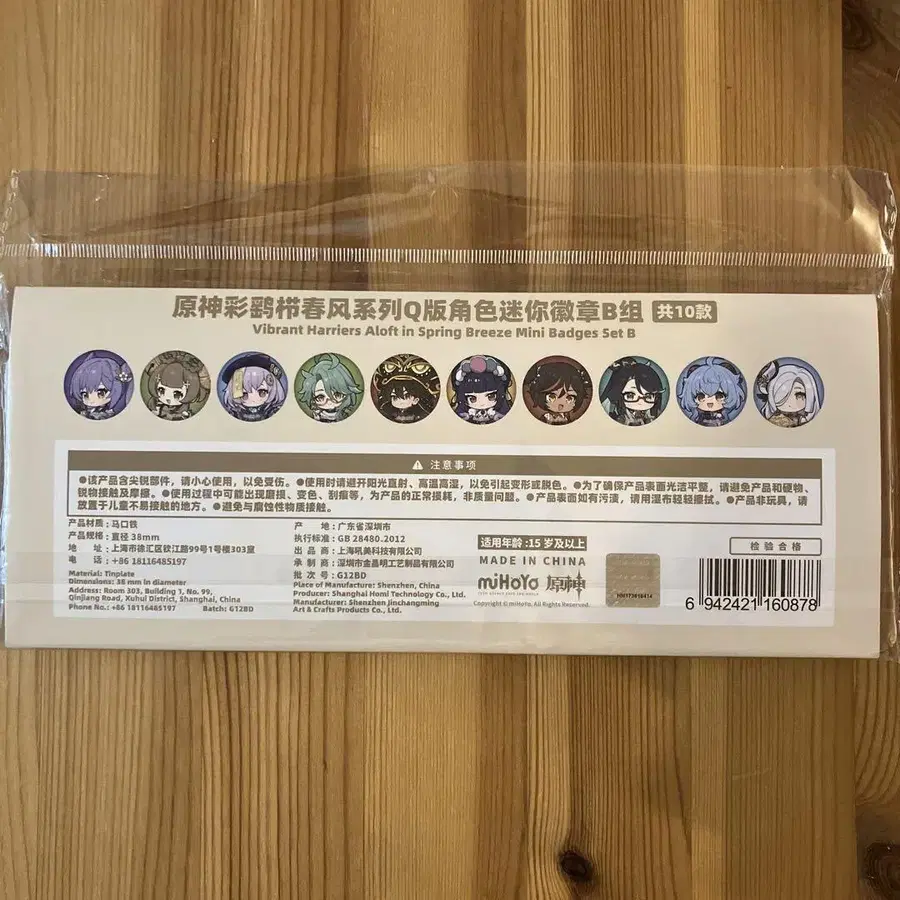 原神彩鹞栉春风系列Q版角色迷你徽章B组 共10款
Vibrant Harriers Aloft in Spring Breeze Mini Badges Set B
注意事项
●该产品含尖锐部件，请小心使用，以免受伤。●使用时请避开阳光直射、高温高湿，以免引起变形或脱色。●为了确保产品表面光洁平整，请避免产品和硬物、
锐物接触及摩擦。●使用过程中可能出现磨损、变色、刮痕等，为产品的正常损耗，非质量问题。●产品表面如有污渍，请用湿布轻轻擦拭。●产品非玩具，请
放置于儿童不易接触的地方。●避免与腐蚀性物质接触。
产品材质：马口铁
产品规格：直径 38mm
地 址：上海市徐汇区钦江路99号1号楼303室
电 话：+86 18116485197
Material: Tinplate
Dimensions: 38 mm in diameter
Address: Room 303, Building 1, No. 99,
Qinjiang Road, Xuhui District, Shanghai, China
Phone No.: +86 18116485197 Batch: G12BD
产 地：广东省深圳市
执行标准：GB 28480.2012
出 品 商：上海吼美科技有限公司
承 制 商：深圳市金晶明工艺制品有限公司
批 次 号：G12BD
Place of Manufacture: Shenzhen, China
Producer: Shanghai Homi Technology Co., Ltd.
Manufacturer: Shenzhen Jinchangming
Art & Crafts Products Co., Ltd.
适用年龄：15 岁及以上
MADE IN CHINA
miHoYo 原神
TECH OTAKUS SAVE THE WORLD
Copyright © miHoYo. All Rights Reserved.
检验合格
6 942421 160878